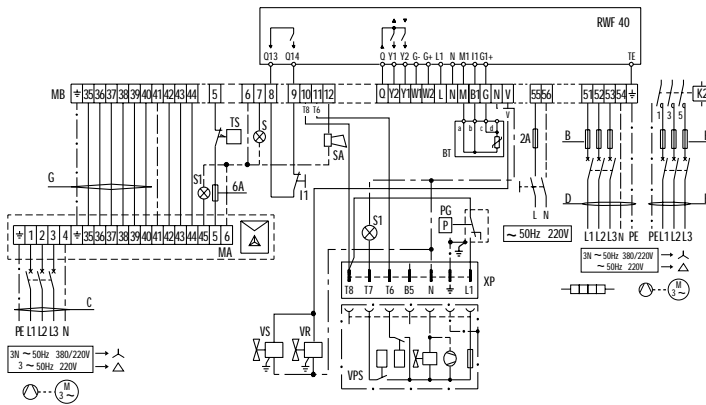 RWF 40
Q13 Q14 Q Y1 Y2 G- G+ L1 N M1 I1 G1+ TE
MB 35 36 37 38 39 40 41 42 43 44 5 6 7 8 9 10 11 12 Q Y2 Y1 W1 W2 L N M B1 G N V 55 56 51 52 53 54
K2
1 3 5
T8 T6
V
TS S SA
a b c d
BT
2A
B
G
S1 6A I1
D
L N
L1 L2 L3 N PE PE L1 L2 L3
S1 PG
P
~ 50Hz 220V
3N ~ 50Hz 380/220V
~ 50Hz 220V
1 2 3 4 35 36 37 38 39 40 41 42 43 44 45 5 6
MA
XP
T8 T7 T6 B5 N L1
M
3 ~
C
PE L1 L2 L3 N
VS VR
VPS
3N ~ 50Hz 380/220V
3 ~ 50Hz 220V
M
3 ~